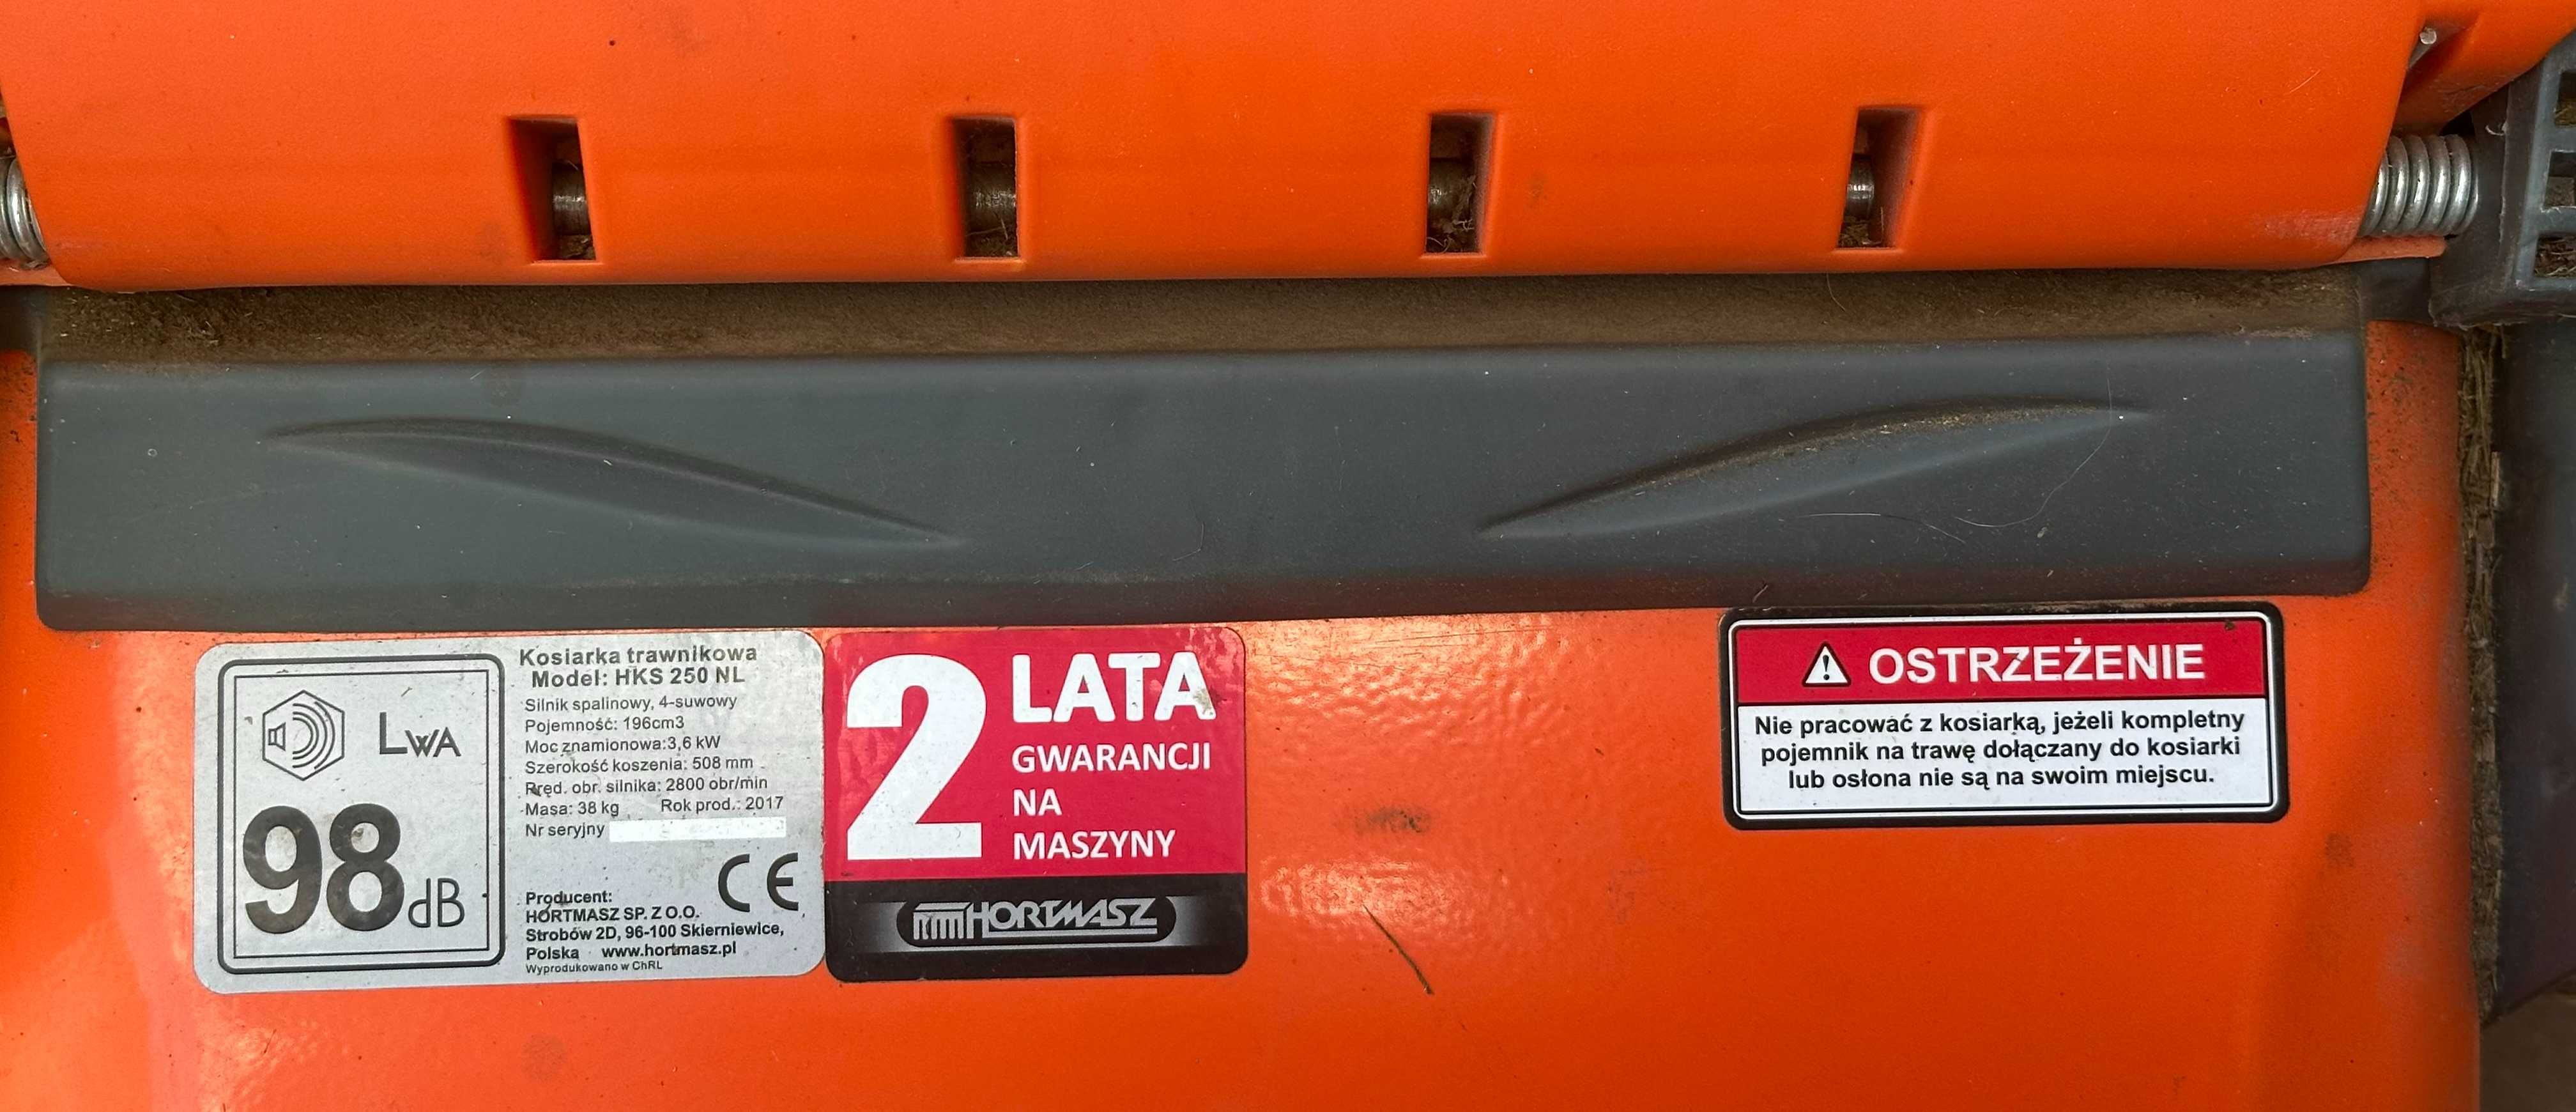 LWA
98 dB
Kosiarka trawnikowa
Model: HKS 250 NL
Silnik spalinowy, 4-suwowy
Pojemność: 196cm3
Moc znamionowa:3,6 kW
Szerokość koszenia: 508 mm
Pręd. obr. silnika: 2800 obr/min
Masa: 38 kg Rok prod.: 2017
Nr seryjny
CE
Producent:
HORTMASZ SP. Z O.O.
Strobów 2D, 96-100 Skierniewice,
Polska www.hortmasz.pl
Wyprodukowano w ChRL
2 LATA
GWARANCJI
NA
MASZYNY
HORTMASZ
OSTRZEŻENIE
Nie pracować z kosiarką, jeżeli kompletny
pojemnik na trawę dołączany do kosiarki
lub osłona nie są na swoim miejscu.